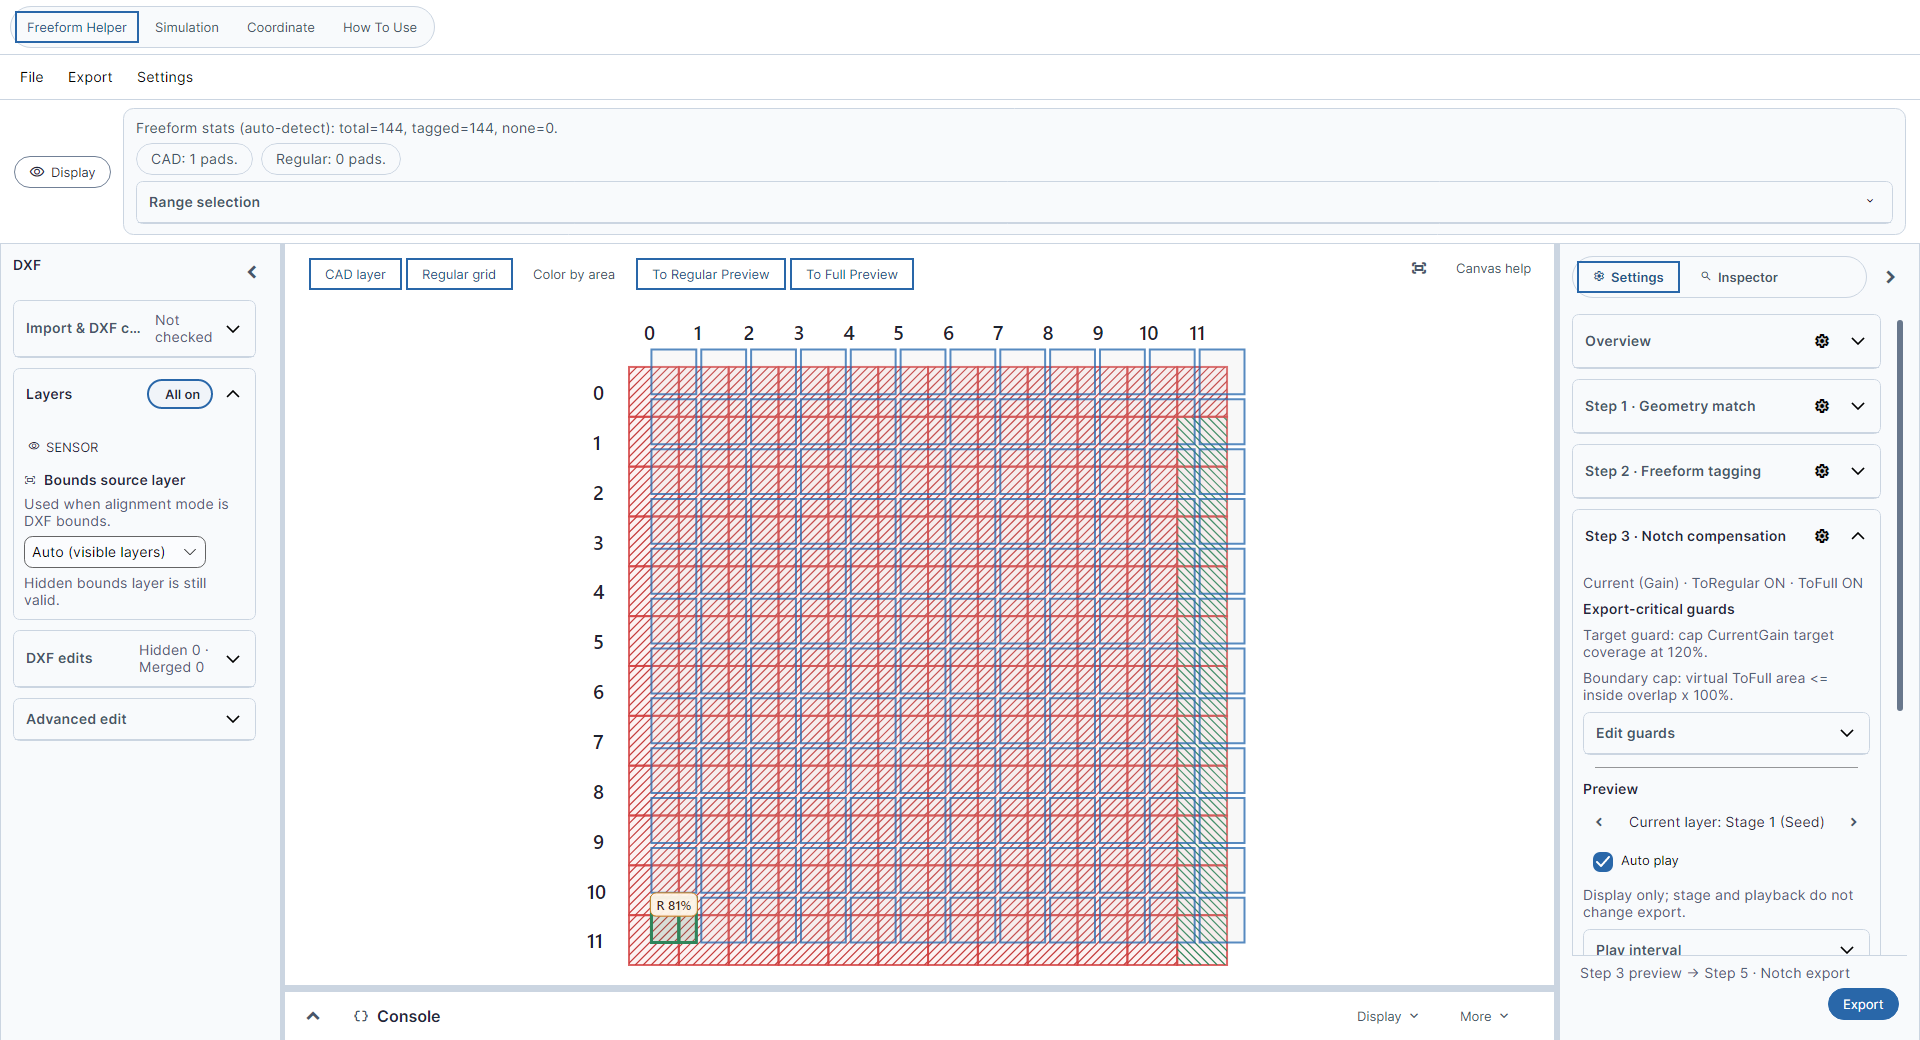 Freeform Helper
Simulation
Coordinate
How To Use
File
Export
Settings
Display
Freeform stats (auto-detect): total=144, tagged=144, none=0.
CAD: 1 pads.
Regular: 0 pads.
Range selection
DXF
Import & DXF c...
Not
checked
Layers
All on
SENSOR
Bounds source layer
Used when alignment mode is
DXF bounds.
Auto (visible layers)
Hidden bounds layer is still
valid.
DXF edits
Hidden 0 ·
Merged 0
Advanced edit
CAD layer
Regular grid
Color by area
To Regular Preview
To Full Preview
Canvas help
0 1 2 3 4 5 6 7 8 9 10 11
0
1
2
3
4
5
6
7
8
9
10
R 81%
11
Console
Display
More
Settings
Inspector
Overview
Step 1 · Geometry match
Step 2 · Freeform tagging
Step 3 · Notch compensation
Current (Gain) · ToRegular ON · ToFull ON
Export-critical guards
Target guard: cap CurrentGain target
coverage at 120%.
Boundary cap: virtual ToFull area <=
inside overlap x 100%.
Edit guards
Preview
Current layer: Stage 1 (Seed)
Auto play
Display only; stage and playback do not
change export.
Play interval
Step 3 preview → Step 5 · Notch export
Export